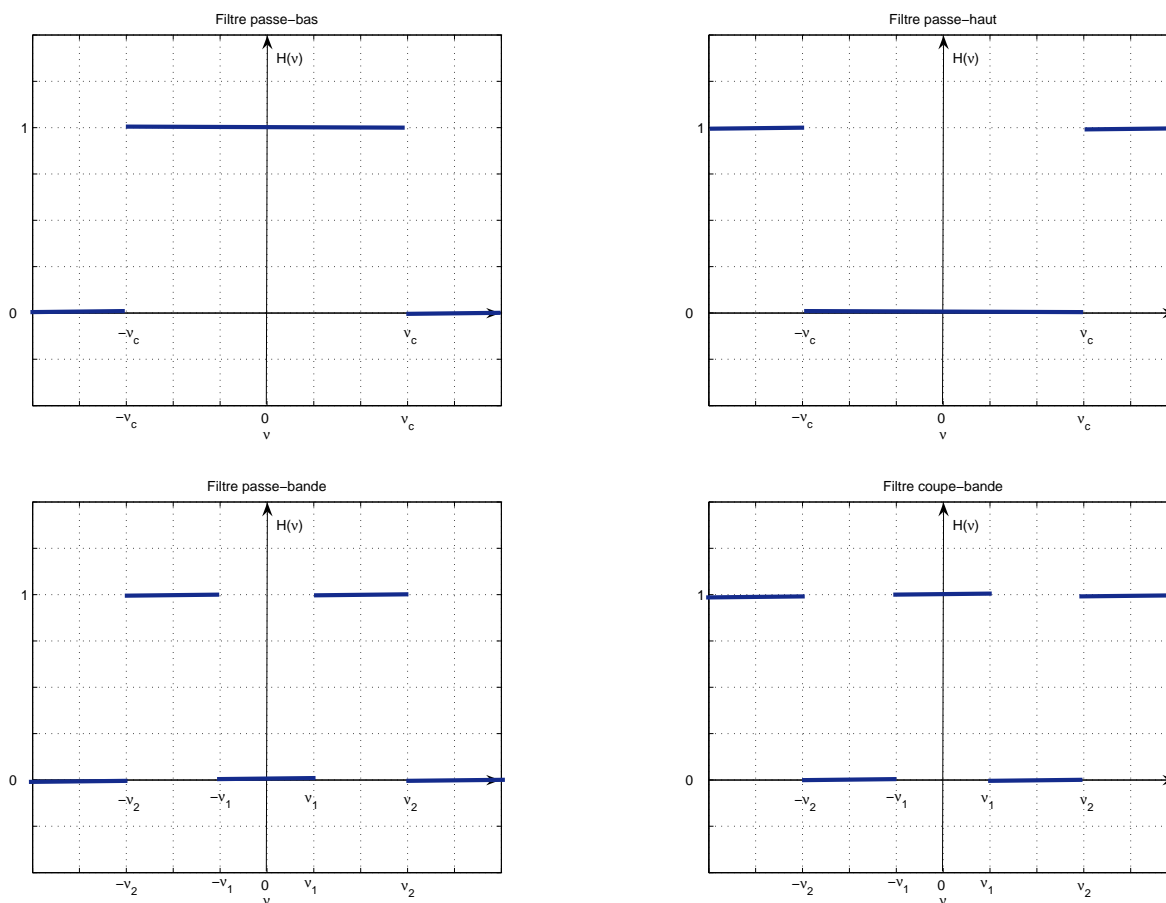 Filtre passe−bas
H(ν)
1
0
−ν_c
ν_c
−ν_c
0
ν_c
ν
Filtre passe−haut
H(ν)
1
0
−ν_c
ν_c
−ν_c
0
ν_c
ν
Filtre passe−bande
H(ν)
1
0
−ν_2
−ν_1
ν_1
ν_2
−ν_2
−ν_1
0
ν_1
ν_2
ν
Filtre coupe−bande
H(ν)
1
0
−ν_2
−ν_1
ν_1
ν_2
−ν_2
−ν_1
0
ν_1
ν_2
ν